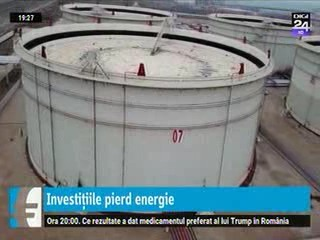 19:27
DIGI 24
HD
07
Investițiile pierd energie
Ora 20:00. Ce rezultate a dat medicamentul preferat al lui Trump în România